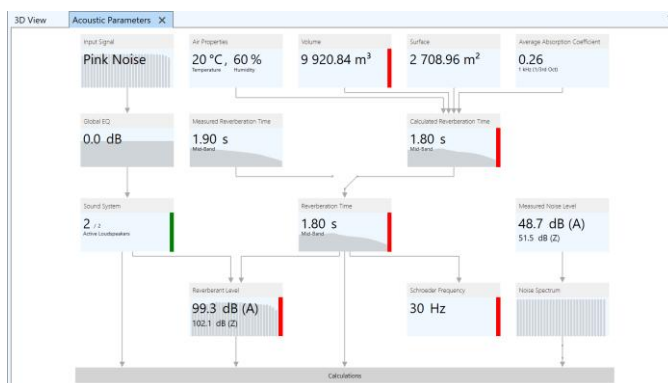 3D View
Acoustic Parameters X
Input Signal
Pink Noise
Air Properties
20 °C, 60 %
Temperature Humidity
Volume
9 920.84 m³
Surface
2 708.96 m²
Average Absorption Coefficient
0.26
1 kHz (1/3rd Oct)
Global EQ
0.0 dB
Measured Reverberation Time
1.90 s
Mid-Band
Calculated Reverberation Time
1.80 s
Mid-Band
Sound System
2 / 2
Active Loudspeakers
Reverberation Time
1.80 s
Mid-Band
Measured Noise Level
48.7 dB (A)
51.5 dB (Z)
Reverberant Level
99.3 dB (A)
102.1 dB (Z)
Schroeder Frequency
30 Hz
Noise Spectrum
Calculations